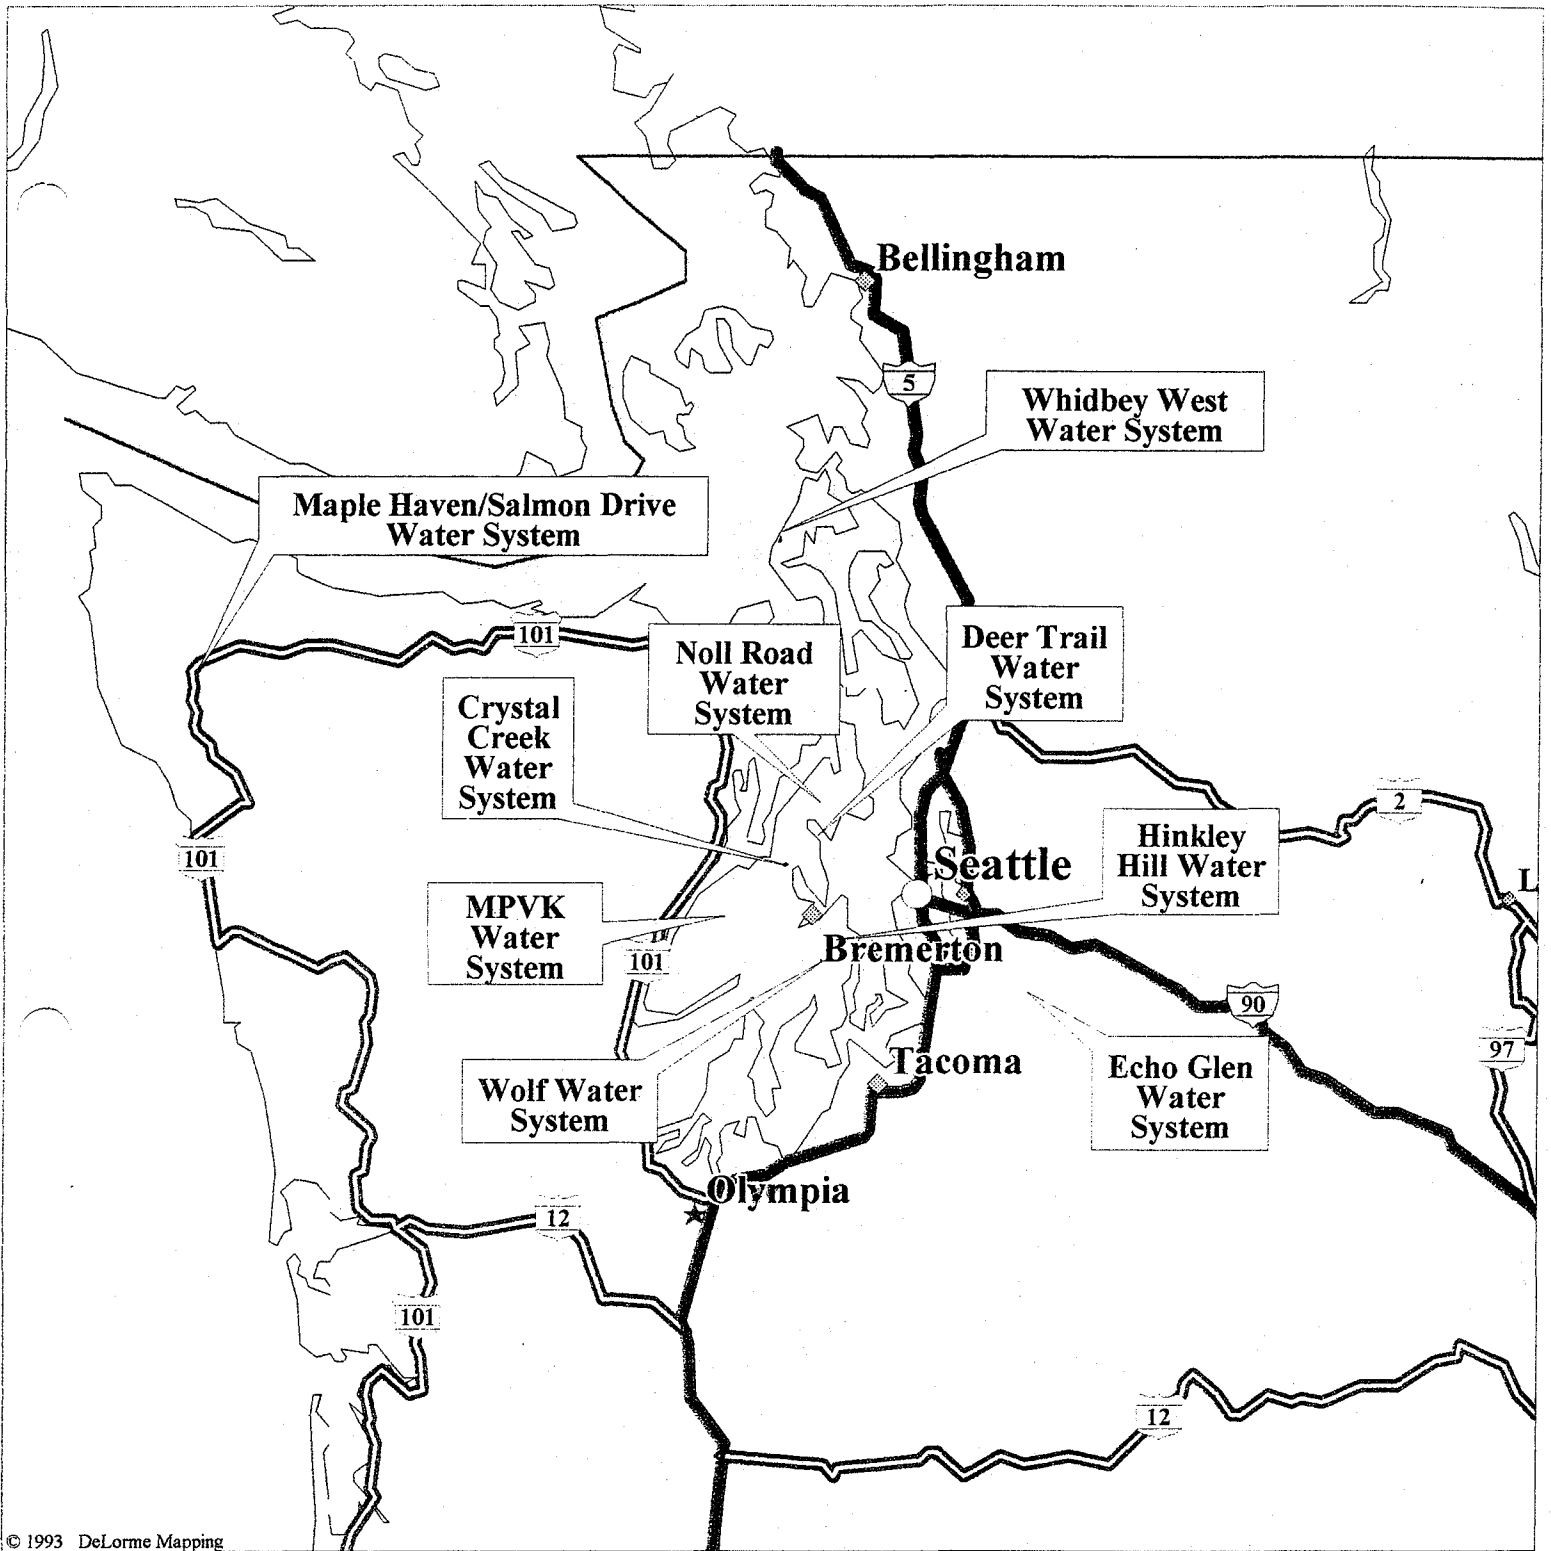 Bellingham
5
Whidbey West
Water System
Maple Haven/Salmon Drive
Water System
101
Noll Road
Water
System
Deer Trail
Water
System
Crystal
Creek
Water
System
2
Hinkley
Hill Water
System
101
Seattle
L
MPVK
Water
System
Bremerton
101
90
97
Tacoma
Echo Glen
Water
System
Wolf Water
System
Olympia
12
101
12
© 1993 DeLorme Mapping